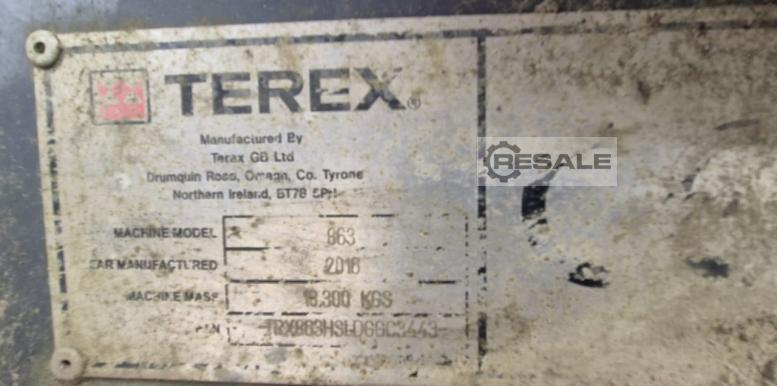 TEREX®
RESALE
Manufactured By
Terex GB Ltd
Drumquin Road, Omagh, Co. Tyrone
Northern Ireland, BT78
MACHINE MODEL 863
YEAR MANUFACTURED 2016
MACHINE MASS 18,300 KGS